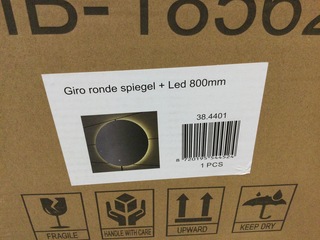 Giro ronde spiegel + Led 800mm
38.4401
1 PCS
FRAGILE
HANDLE WITH CARE
UPWARD
KEEP DRY